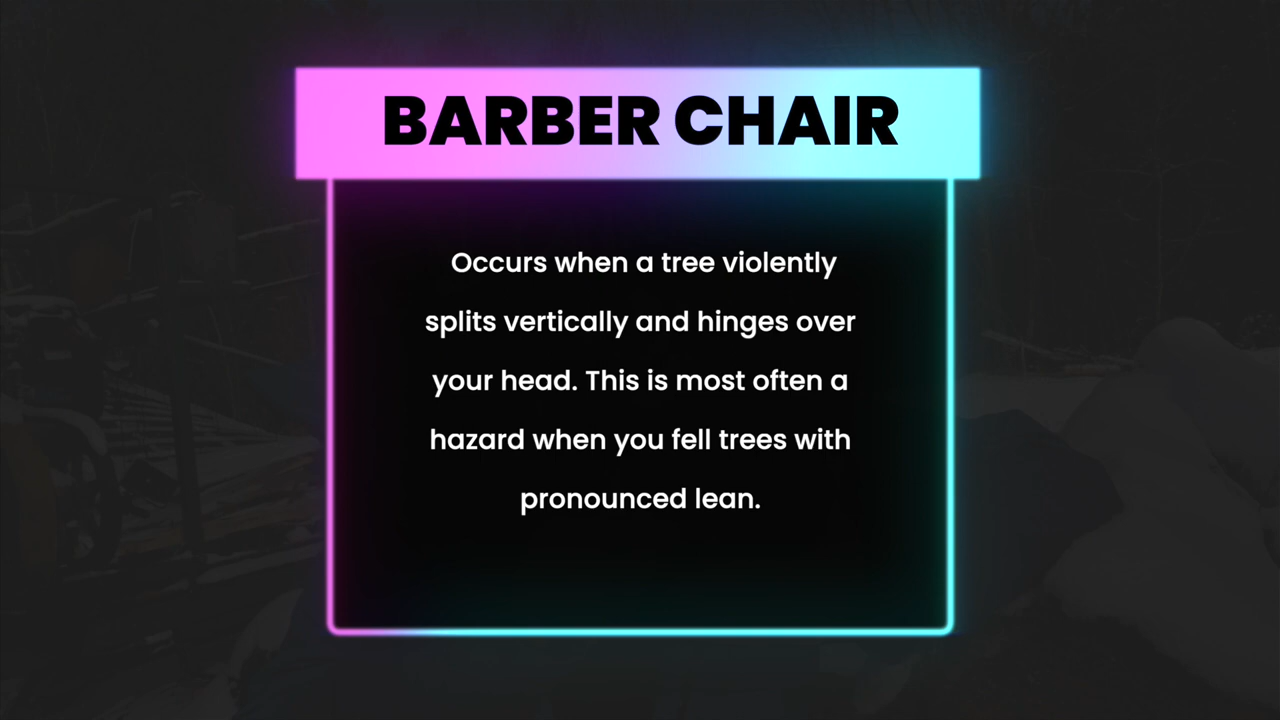 BARBER CHAIR
Occurs when a tree violently
splits vertically and hinges over
your head. This is most often a
hazard when you fell trees with
pronounced lean.